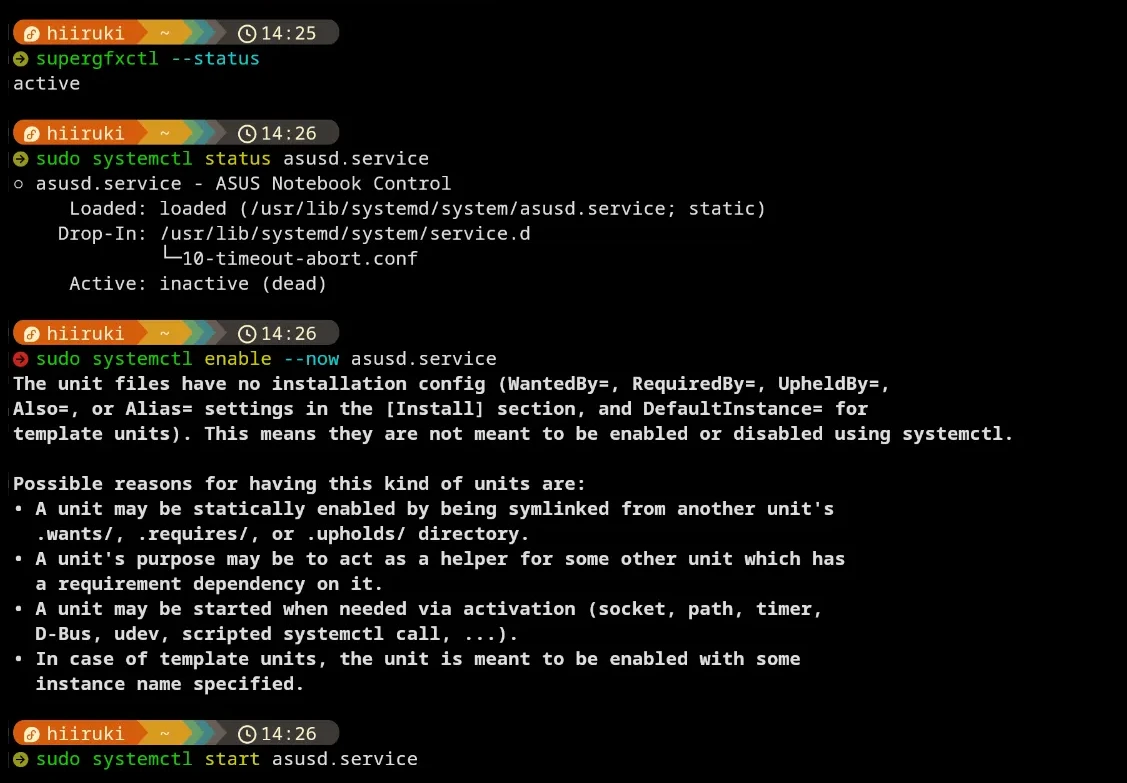 hiiruki ~ 14:25
supergfxctl --status
active
hiiruki ~ 14:26
sudo systemctl status asusd.service
○ asusd.service - ASUS Notebook Control
Loaded: loaded (/usr/lib/systemd/system/asusd.service; static)
Drop-In: /usr/lib/systemd/system/service.d
└─10-timeout-abort.conf
Active: inactive (dead)
hiiruki ~ 14:26
sudo systemctl enable --now asusd.service
The unit files have no installation config (WantedBy=, RequiredBy=, UpheldBy=,
Also=, or Alias= settings in the [Install] section, and DefaultInstance= for
template units). This means they are not meant to be enabled or disabled using systemctl.
Possible reasons for having this kind of units are:
• A unit may be statically enabled by being symlinked from another unit's
.wants/, .requires/, or .upholds/ directory.
• A unit's purpose may be to act as a helper for some other unit which has
a requirement dependency on it.
• A unit may be started when needed via activation (socket, path, timer,
D-Bus, udev, scripted systemctl call, ...).
• In case of template units, the unit is meant to be enabled with some
instance name specified.
hiiruki ~ 14:26
sudo systemctl start asusd.service